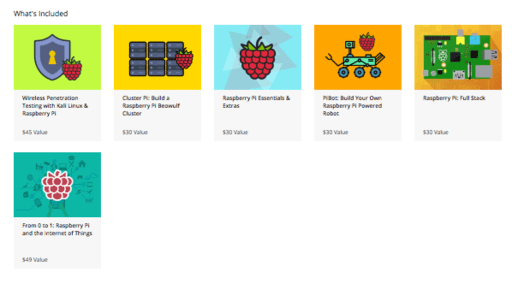 What's Included
Wireless Penetration
Testing with Kali Linux &
Raspberry Pi
$45 Value
Cluster Pi: Build a
Raspberry Pi Beowulf
Cluster
$30 Value
Raspberry Pi Essentials &
Extras
$30 Value
PiBot: Build Your Own
Raspberry Pi Powered
Robot
$30 Value
Raspberry Pi: Full Stack
$30 Value
From 0 to 1: Raspberry Pi
and the Internet of Things
$49 Value